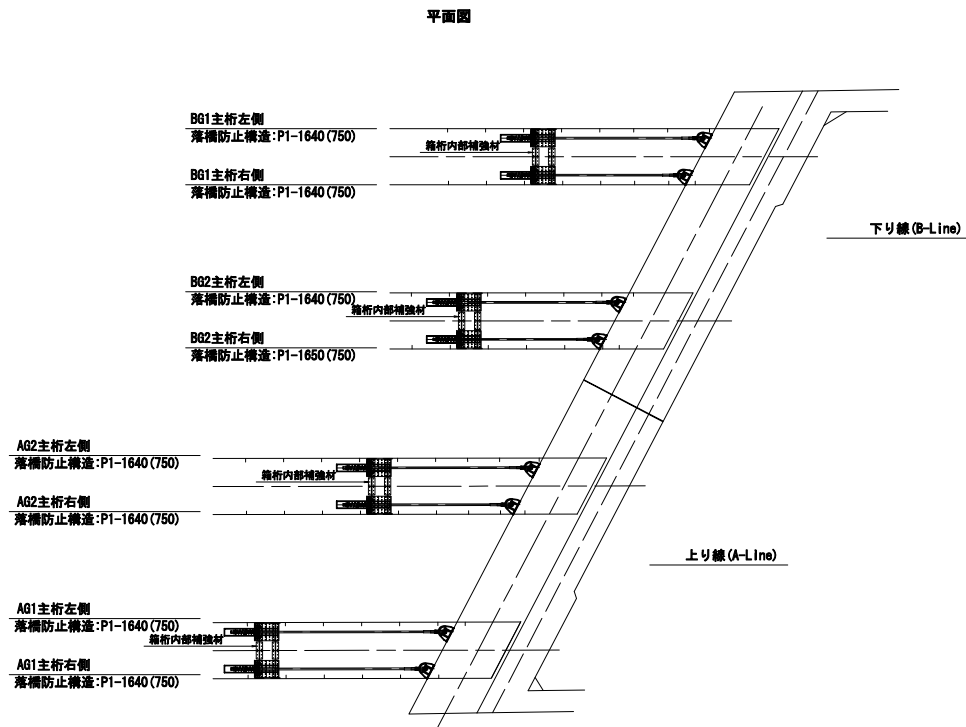 平面図
BG1主桁左側
落橋防止構造:P1-1640(750)
箱桁内部補強材
BG1主桁右側
落橋防止構造:P1-1640(750)
下り線(B-Line)
BG2主桁左側
落橋防止構造:P1-1640(750)
箱桁内部補強材
BG2主桁右側
落橋防止構造:P1-1650(750)
AG2主桁左側
落橋防止構造:P1-1640(750)
箱桁内部補強材
AG2主桁右側
落橋防止構造:P1-1640(750)
上り線(A-Line)
AG1主桁左側
落橋防止構造:P1-1640(750)
箱桁内部補強材
AG1主桁右側
落橋防止構造:P1-1640(750)